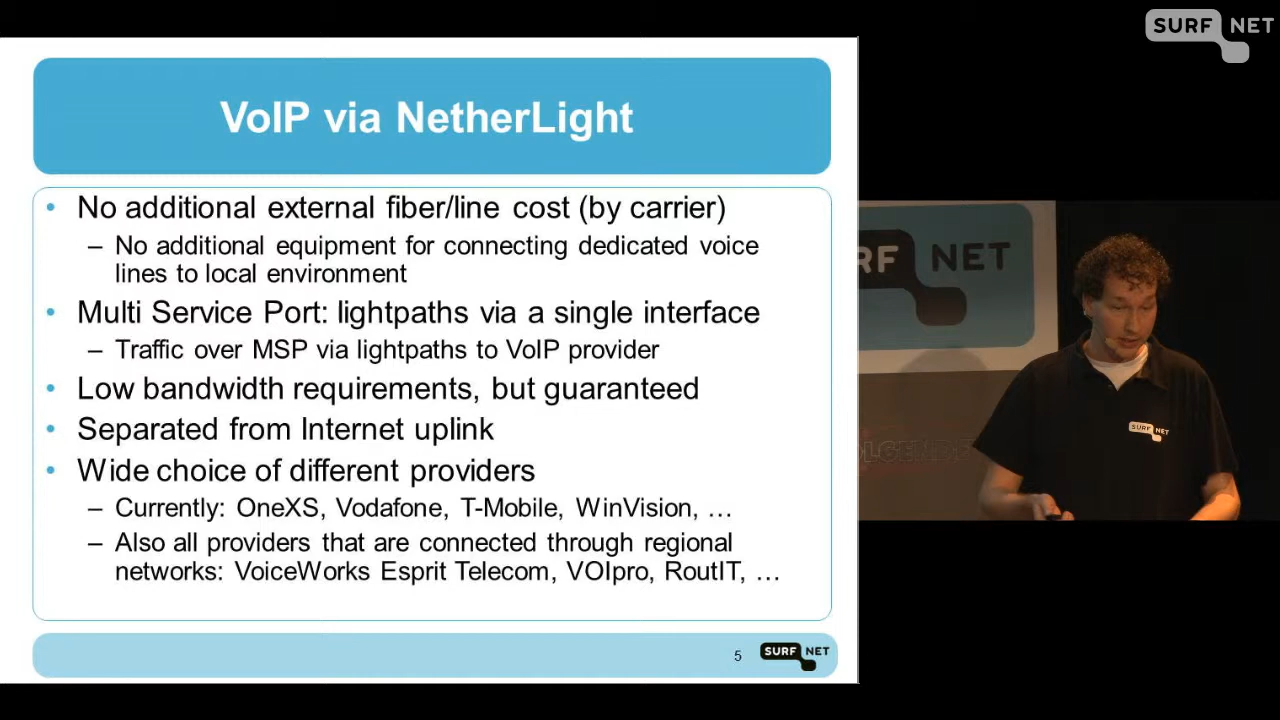 SURF NET
VoIP via NetherLight
• No additional external fiber/line cost (by carrier)
– No additional equipment for connecting dedicated voice
lines to local environment
• Multi Service Port: lightpaths via a single interface
– Traffic over MSP via lightpaths to VoIP provider
• Low bandwidth requirements, but guaranteed
• Separated from Internet uplink
• Wide choice of different providers
– Currently: OneXS, Vodafone, T-Mobile, WinVision, …
– Also all providers that are connected through regional
networks: VoiceWorks Esprit Telecom, VOIpro, RoutIT, …
5
SURF NET
RF NET
SURF NET